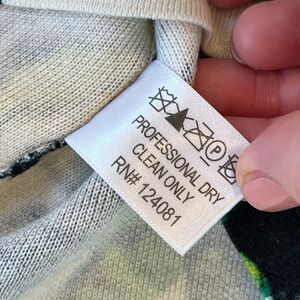 P
PROFESSIONAL DRY
CLEAN ONLY
RN# 124081